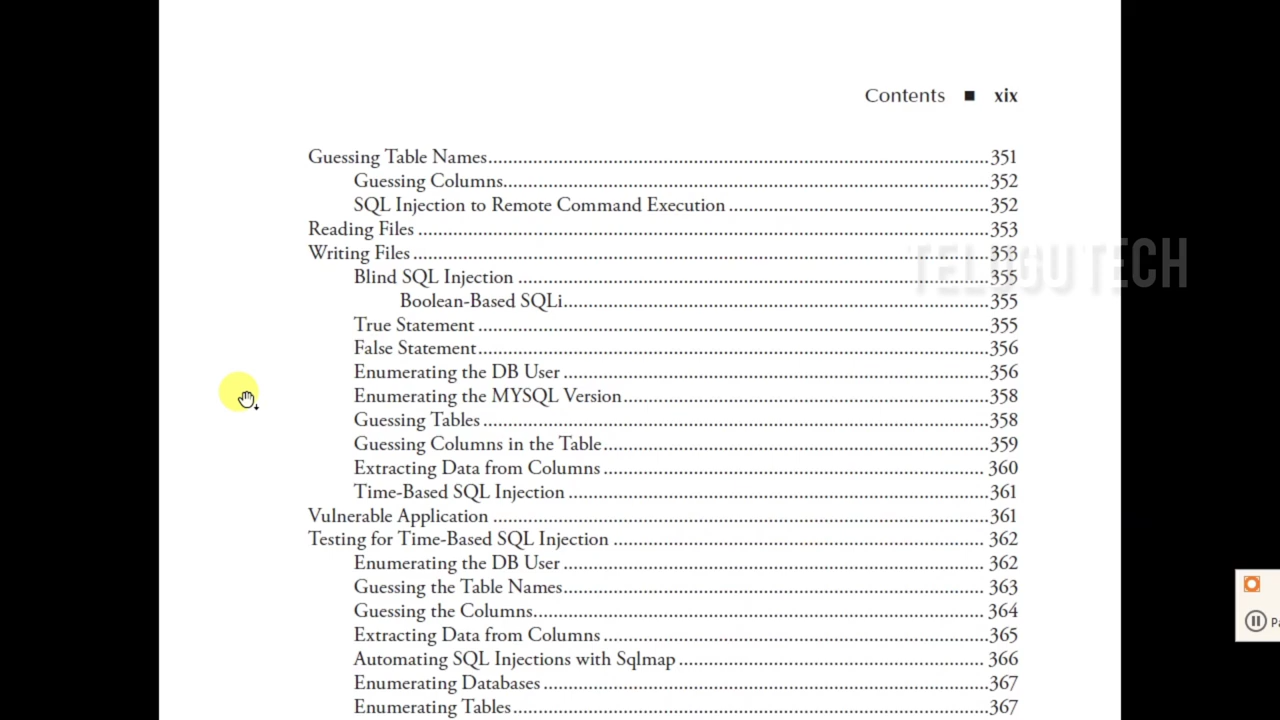 Contents ■ xix
Guessing Table Names 351
Guessing Columns 352
SQL Injection to Remote Command Execution 352
Reading Files 353
Writing Files 353
TELUGU TECH
Blind SQL Injection 355
Boolean-Based SQLi 355
True Statement 355
False Statement 356
Enumerating the DB User 356
Enumerating the MYSQL Version 358
Guessing Tables 358
Guessing Columns in the Table 359
Extracting Data from Columns 360
Time-Based SQL Injection 361
Vulnerable Application 361
Testing for Time-Based SQL Injection 362
Enumerating the DB User 362
Guessing the Table Names 363
Guessing the Columns 364
Extracting Data from Columns 365
Automating SQL Injections with Sqlmap 366
Enumerating Databases 367
Enumerating Tables 367